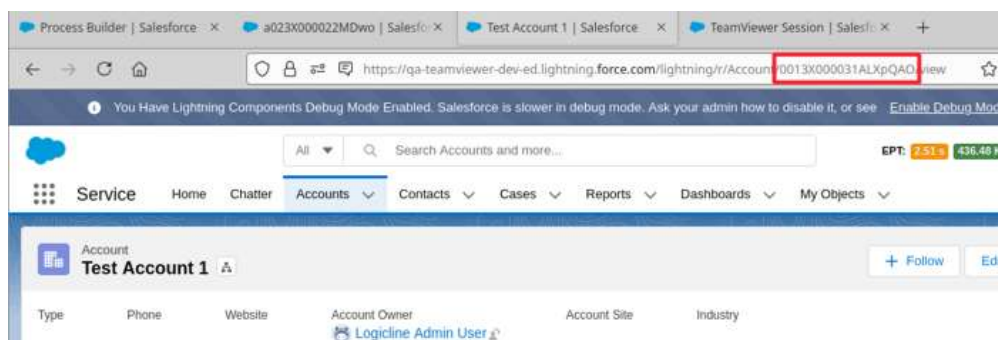 Process Builder | Salesforce
a023X000022MDwo | Salesfo
Test Account 1 | Salesforce
TeamViewer Session | Salesfo
https://qa-teamviewer-dev-ed.lightning.force.com/lightning/r/Account/0013X000031ALXpQAO/view
You Have Lightning Components Debug Mode Enabled. Salesforce is slower in debug mode. Ask your admin how to disable it, or see Enable Debug Mod
All Search Accounts and more... EPT: 2.51 s 436.48 K
Service Home Chatter Accounts Contacts Cases Reports Dashboards My Objects
Account
Test Account 1
+ Follow Ed
Type Phone Website Account Owner Account Site Industry
Logicline Admin User